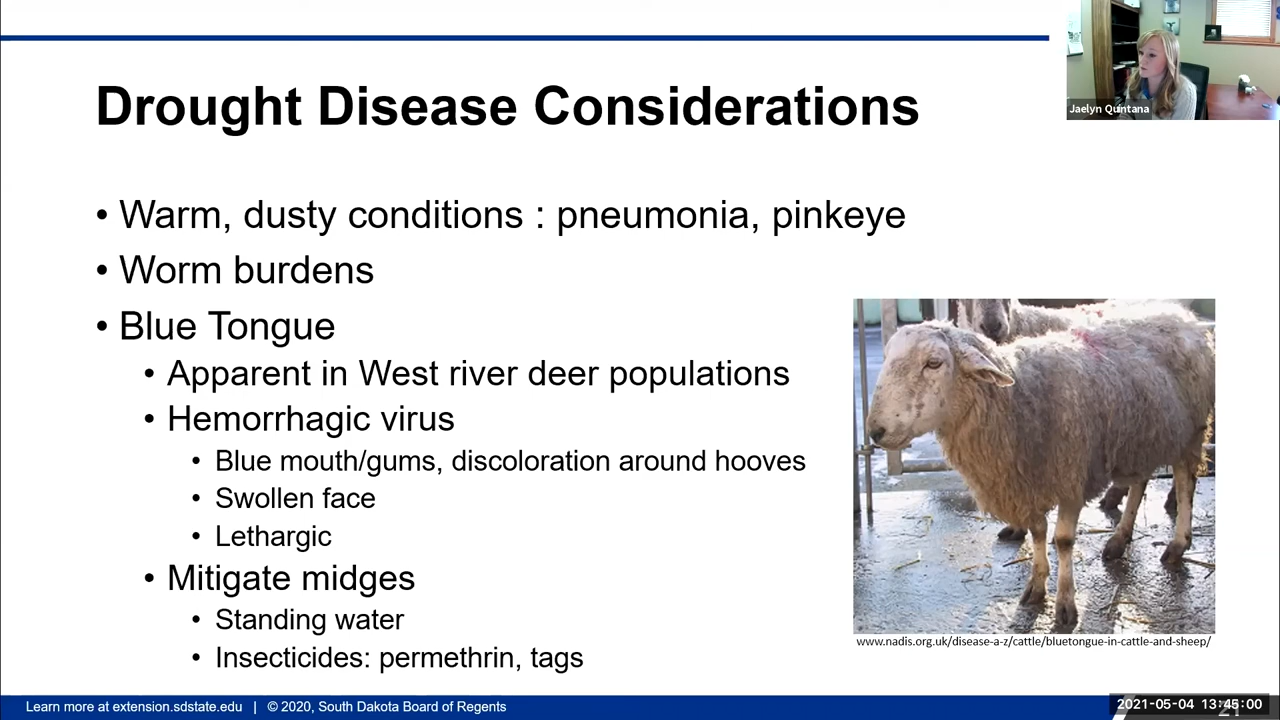 Jaelyn Quintana
Drought Disease Considerations
• Warm, dusty conditions : pneumonia, pinkeye
• Worm burdens
• Blue Tongue
• Apparent in West river deer populations
• Hemorrhagic virus
• Blue mouth/gums, discoloration around hooves
• Swollen face
• Lethargic
• Mitigate midges
• Standing water
• Insecticides: permethrin, tags
www.nadis.org.uk/disease-a-z/cattle/bluetongue-in-cattle-and-sheep/
Learn more at extension.sdstate.edu | © 2020, South Dakota Board of Regents
2021-05-04 13:45:00
21